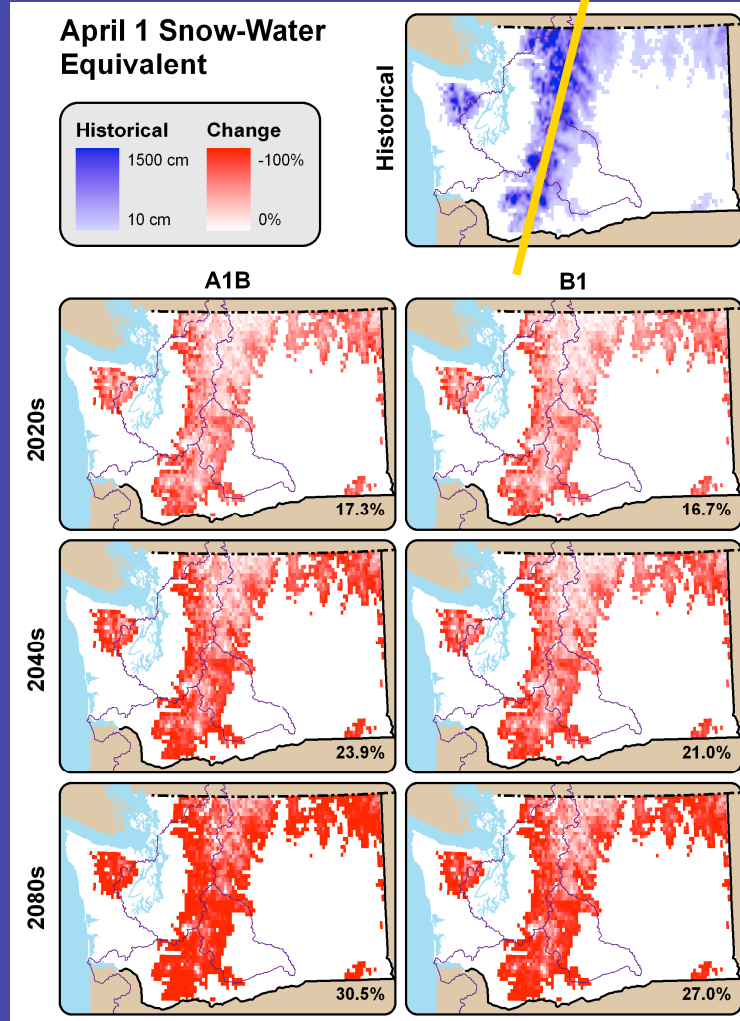 April 1 Snow-Water
Equivalent
Historical
Change
1500 cm
-100%
10 cm
0%
Historical
A1B
B1
2020s
17.3%
16.7%
2040s
23.9%
21.0%
2080s
30.5%
27.0%